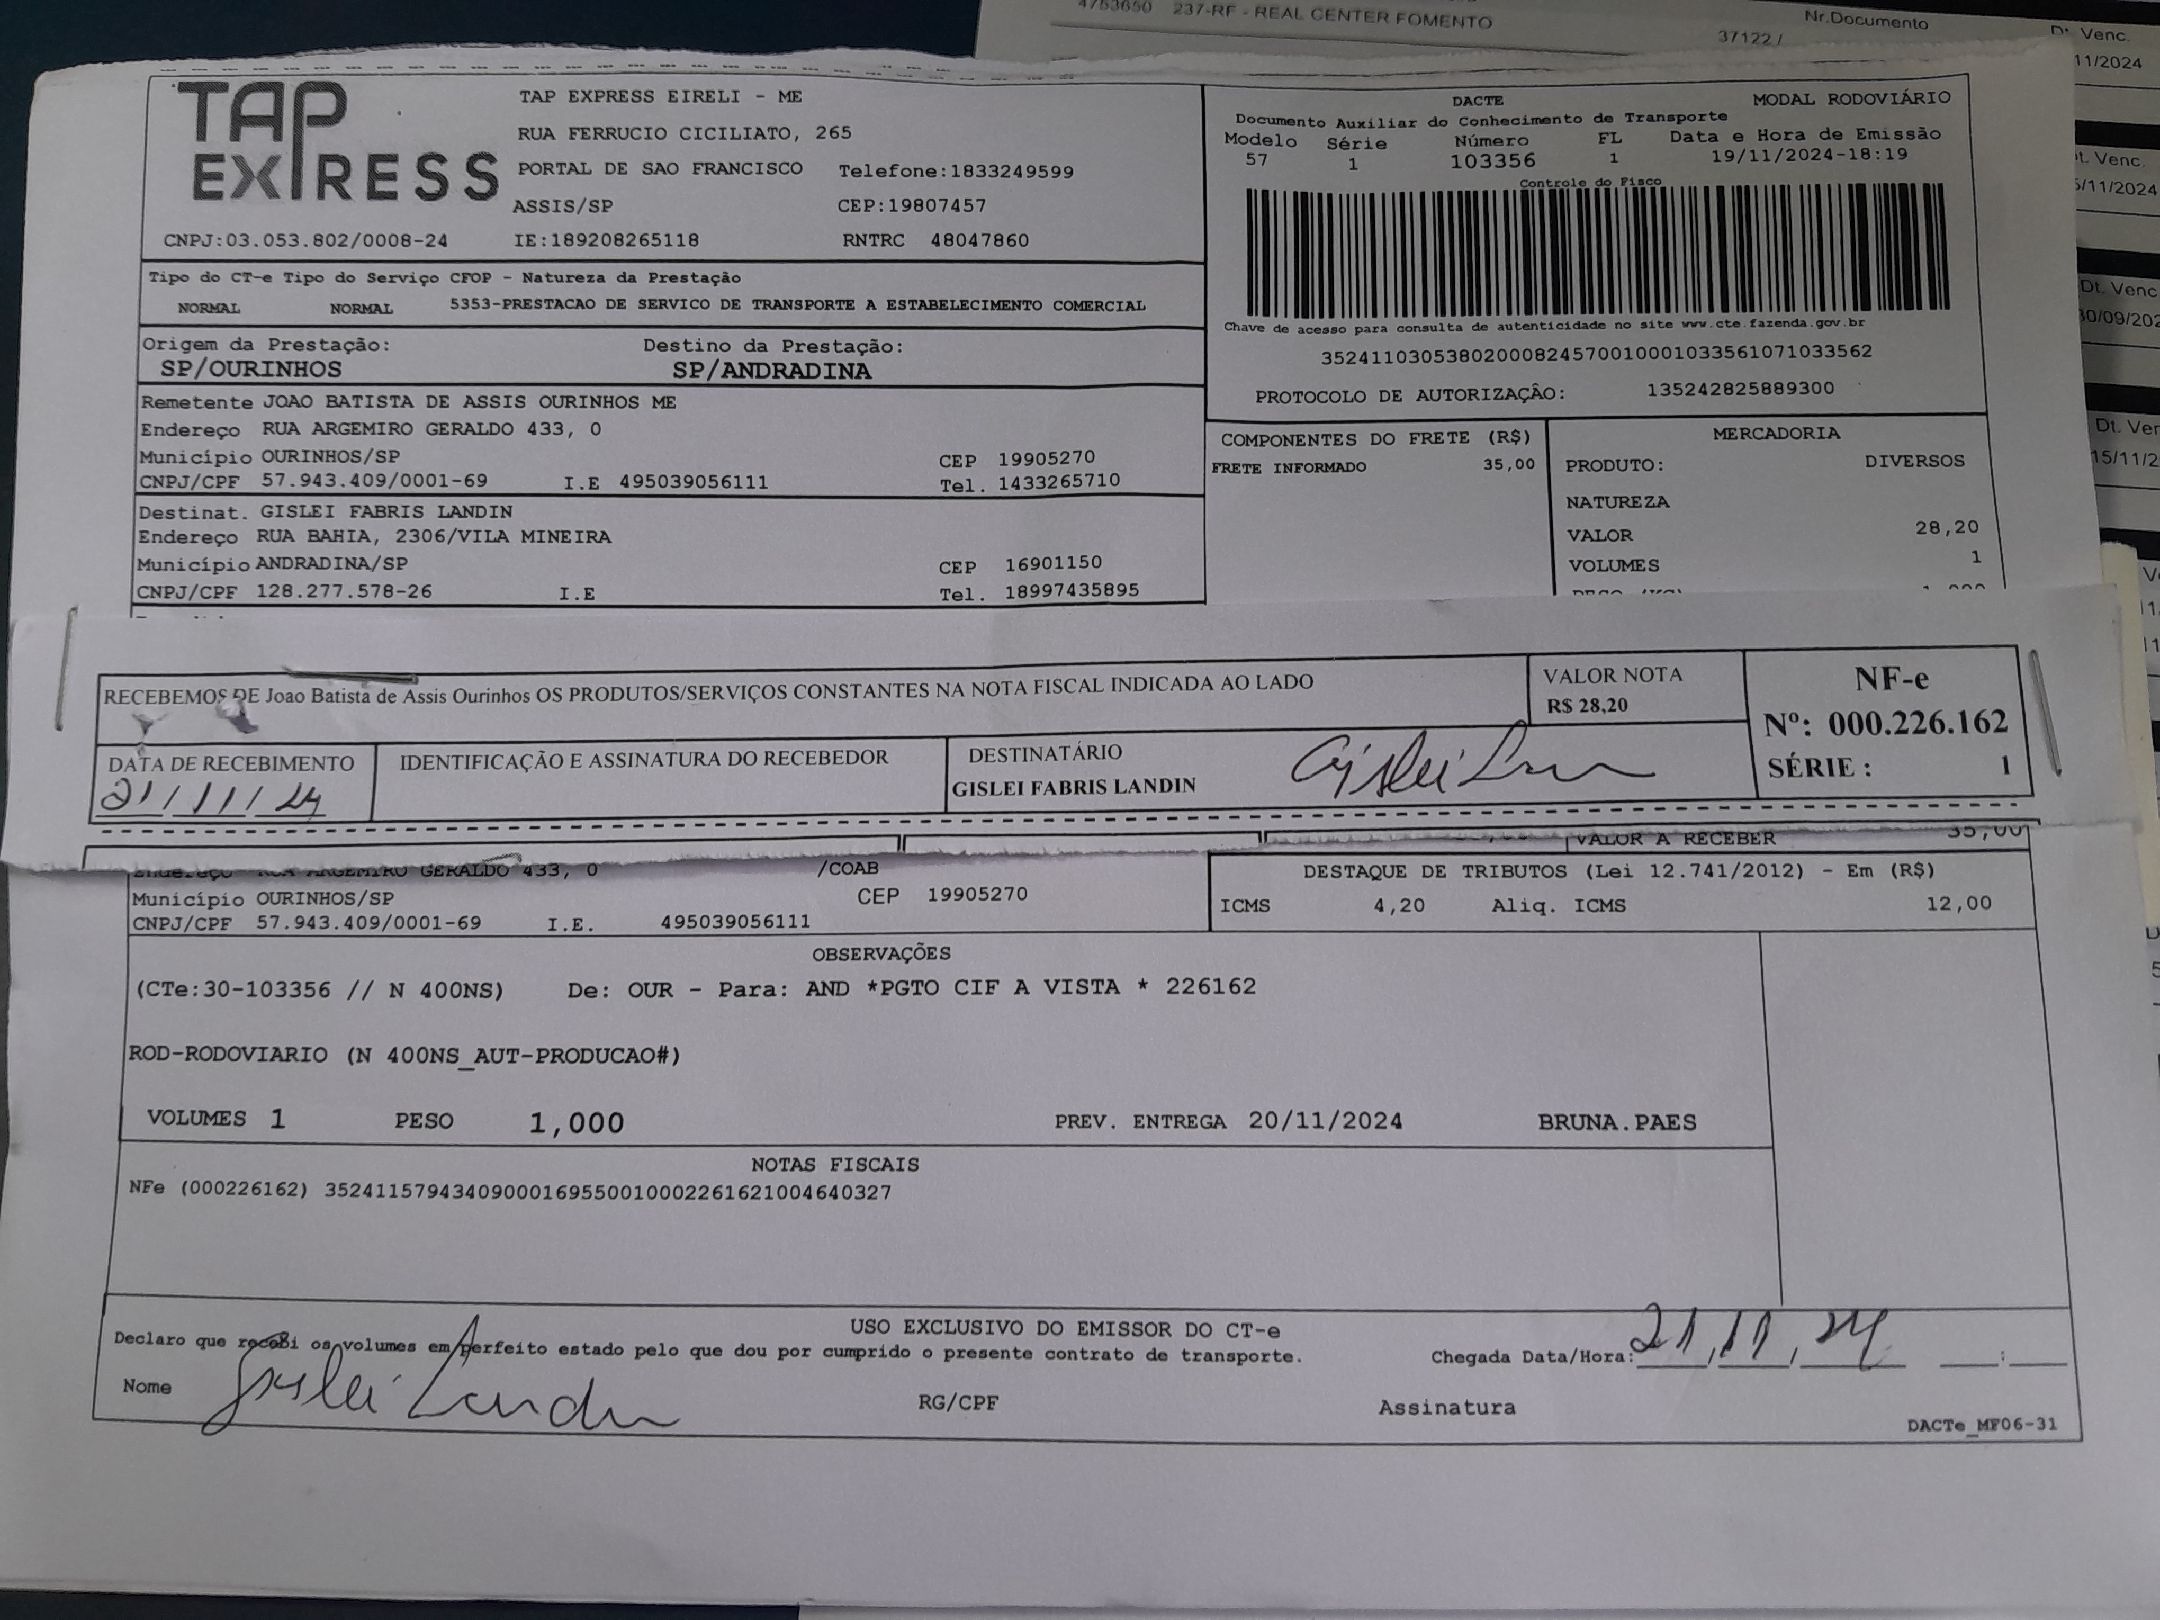 4753650 237-RF - REAL CENTER FOMENTO
Nr.Documento
37122 /
Dt. Venc.
11/2024
TAP EXPRESS
TAP EXPRESS EIRELI - ME
RUA FERRUCIO CICILIATO, 265
PORTAL DE SAO FRANCISCO Telefone:1833249599
ASSIS/SP CEP:19807457
CNPJ:03.053.802/0008-24 IE:189208265118 RNTRC 48047860
DACTE MODAL RODOVIÁRIO
Documento Auxiliar do Conhecimento de Transporte
Modelo Série Número FL Data e Hora de Emissão
57 1 103356 1 19/11/2024-18:19
Controle do Fisco
Chave de acesso para consulta de autenticidade no site www.cte.fazenda.gov.br
35241103053802000824570010001033561071033562
PROTOCOLO DE AUTORIZAÇÃO: 135242825889300
Tipo do CT-e Tipo do Serviço CFOP - Natureza da Prestação
NORMAL NORMAL 5353-PRESTACAO DE SERVICO DE TRANSPORTE A ESTABELECIMENTO COMERCIAL
Origem da Prestação: Destino da Prestação:
SP/OURINHOS SP/ANDRADINA
Remetente JOAO BATISTA DE ASSIS OURINHOS ME
Endereço RUA ARGEMIRO GERALDO 433, 0
Município OURINHOS/SP CEP 19905270
CNPJ/CPF 57.943.409/0001-69 I.E 495039056111 Tel. 1433265710
Destinat. GISLEI FABRIS LANDIN
Endereço RUA BAHIA, 2306/VILA MINEIRA
Município ANDRADINA/SP CEP 16901150
CNPJ/CPF 128.277.578-26 I.E Tel. 18997435895
COMPONENTES DO FRETE (R$)
FRETE INFORMADO 35,00
MERCADORIA
PRODUTO: DIVERSOS
NATUREZA
VALOR 28,20
VOLUMES 1
RECEBEMOS DE Joao Batista de Assis Ourinhos OS PRODUTOS/SERVIÇOS CONSTANTES NA NOTA FISCAL INDICADA AO LADO
VALOR NOTA
R$ 28,20
NF-e
Nº: 000.226.162
SÉRIE : 1
DATA DE RECEBIMENTO
21/11/24
IDENTIFICAÇÃO E ASSINATURA DO RECEBEDOR
DESTINATÁRIO
GISLEI FABRIS LANDIN
VALOR A RECEBER 35,00
Endereço RUA ARGEMIRO GERALDO 433, 0 /COAB
Município OURINHOS/SP CEP 19905270
CNPJ/CPF 57.943.409/0001-69 I.E. 495039056111
DESTAQUE DE TRIBUTOS (Lei 12.741/2012) - Em (R$)
ICMS 4,20 Aliq. ICMS 12,00
OBSERVAÇÕES
(CTe:30-103356 // N 400NS) De: OUR - Para: AND *PGTO CIF A VISTA * 226162
ROD-RODOVIARIO (N 400NS_AUT-PRODUCAO#)
VOLUMES 1 PESO 1,000 PREV. ENTREGA 20/11/2024 BRUNA.PAES
NOTAS FISCAIS
NFe (000226162) 35241157943409000169550010002261621004640327
USO EXCLUSIVO DO EMISSOR DO CT-e
Declaro que recebi os volumes em perfeito estado pelo que dou por cumprido o presente contrato de transporte.
Chegada Data/Hora: 21,11,24 :
Nome Gislei Landin RG/CPF Assinatura
DACTe_MF06-31